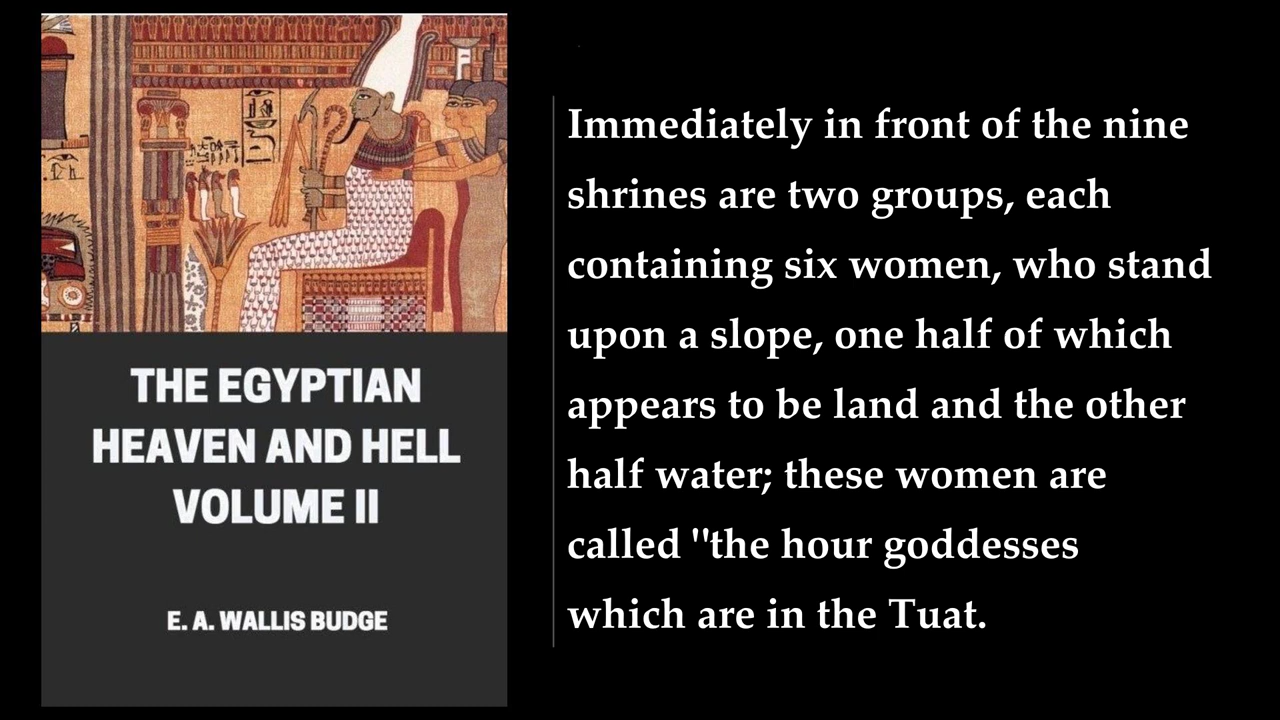 THE EGYPTIAN
HEAVEN AND HELL
VOLUME II
E. A. WALLIS BUDGE
Immediately in front of the nine
shrines are two groups, each
containing six women, who stand
upon a slope, one half of which
appears to be land and the other
half water; these women are
called "the hour goddesses
which are in the Tuat.